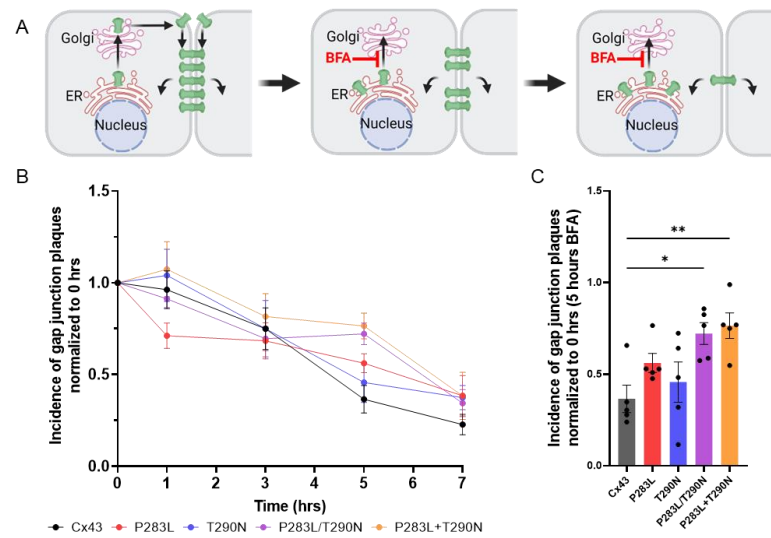 A
Golgi
ER
Nucleus
Golgi
BFA
ER
Nucleus
Golgi
BFA
ER
Nucleus
B
Incidence of gap junction plaques
normalized to 0 hrs
1.5
1.0
0.5
0.0
0
1
2
3
4
5
6
7
Time (hrs)
Cx43
P283L
T290N
P283L/T290N
P283L+T290N
C
Incidence of gap junction plaques
normalized to 0 hrs (5 hours BFA)
1.5
1.0
0.5
0.0
**
*
Cx43
P283L
T290N
P283L/T290N
P283L+T290N